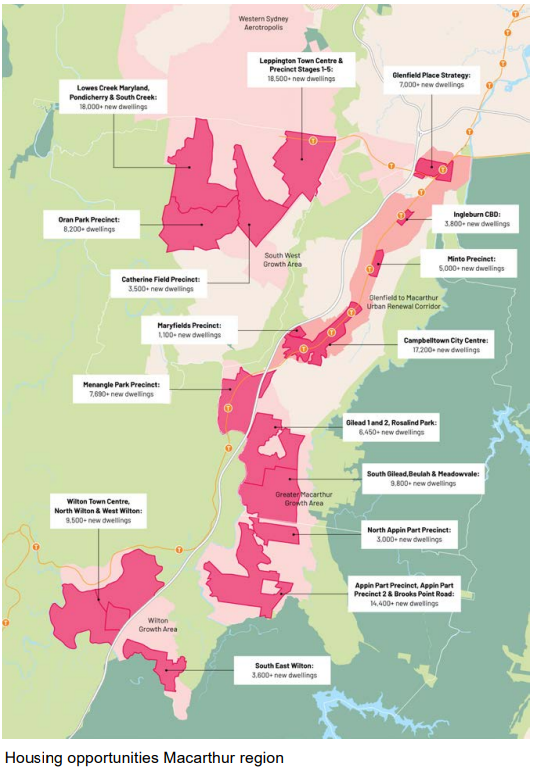 Western Sydney
Aerotropolis
Leppington Town Centre &
Precinct Stages 1-5:
18,500+ new dwellings
Glenfield Place Strategy:
7,000+ new dwellings
Lowes Creek Maryland,
Pondicherry & South Creek:
18,000+ new dwellings
T
T
T
T
T
T
T
T
T
Ingleburn CBD:
3,800+ new dwellings
Oran Park Precinct:
8,200+ dwellings
T
South West
Growth Area
Minto Precinct:
5,000+ new dwellings
T
Catherine Field Precinct:
3,500+ new dwellings
Glenfield to Macarthur
Urban Renewal Corridor
Maryfields Precinct:
1,100+ new dwellings
T
T
T
Campbelltown City Centre:
17,200+ new dwellings
Menangle Park Precinct:
7,690+ new dwellings
T
Gilead 1 and 2, Rosalind Park:
6,450+ new dwellings
T
South Gilead,Beulah & Meadowvale:
9,800+ new dwellings
Greater Macarthur
Growth Area
Wilton Town Centre,
North Wilton & West Wilton:
9,500+ new dwellings
North Appin Part Precinct:
3,000+ new dwellings
T
T
Appin Part Precinct, Appin Part
Precinct 2 & Brooks Point Road:
14,400+ new dwellings
T
Wilton
Growth Area
South East Wilton:
3,600+ new dwellings
Housing opportunities Macarthur region